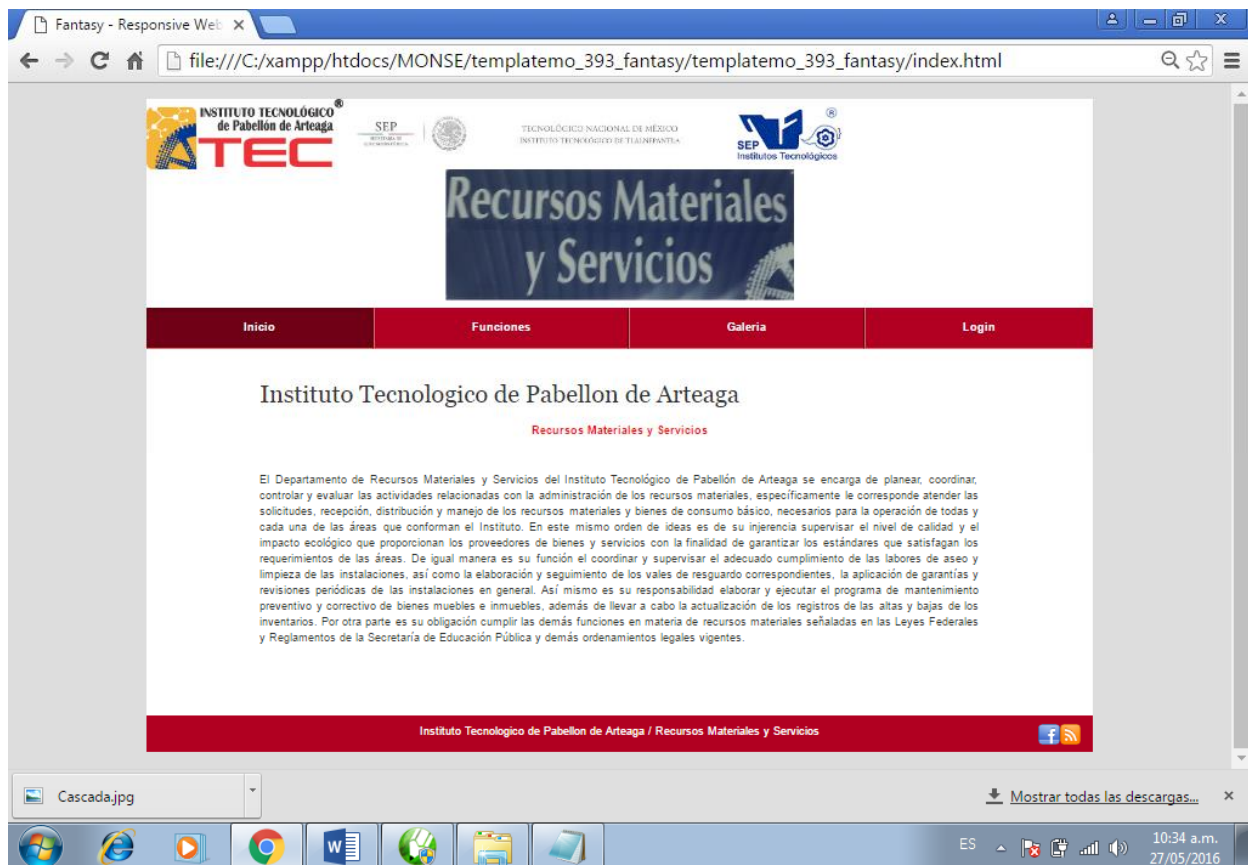 Fantasy - Responsive Web
file:///C:/xampp/htdocs/MONSE/templatemo_393_fantasy/templatemo_393_fantasy/index.html
INSTITUTO TECNOLÓGICO®
de Pabellón de Arteaga
TEC
SEP
TECNOLÓGICO NACIONAL DE MÉXICO
INSTITUTO TECNOLÓGICO DE TLALNEPANTLA
®
SEP
Institutos Tecnológicos
Recursos Materiales
y Servicios
Inicio Funciones Galeria Login
Instituto Tecnologico de Pabellon de Arteaga
Recursos Materiales y Servicios
El Departamento de Recursos Materiales y Servicios del Instituto Tecnológico de Pabellón de Arteaga se encarga de planear, coordinar,
controlar y evaluar las actividades relacionadas con la administración de los recursos materiales, específicamente le corresponde atender las
solicitudes, recepción, distribución y manejo de los recursos materiales y bienes de consumo básico, necesarios para la operación de todas y
cada una de las áreas que conforman el Instituto. En este mismo orden de ideas es de su injerencia supervisar el nivel de calidad y el
impacto ecológico que proporcionan los proveedores de bienes y servicios con la finalidad de garantizar los estándares que satisfagan los
requerimientos de las áreas. De igual manera es su función el coordinar y supervisar el adecuado cumplimiento de las labores de aseo y
limpieza de las instalaciones, así como la elaboración y seguimiento de los vales de resguardo correspondientes, la aplicación de garantías y
revisiones periódicas de las instalaciones en general. Así mismo es su responsabilidad elaborar y ejecutar el programa de mantenimiento
preventivo y correctivo de bienes muebles e inmuebles, además de llevar a cabo la actualización de los registros de las altas y bajas de los
inventarios. Por otra parte es su obligación cumplir las demás funciones en materia de recursos materiales señaladas en las Leyes Federales
y Reglamentos de la Secretaría de Educación Pública y demás ordenamientos legales vigentes.
Instituto Tecnologico de Pabellon de Arteaga / Recursos Materiales y Servicios
Cascada.jpg
Mostrar todas las descargas...
ES
10:34 a.m.
27/05/2016